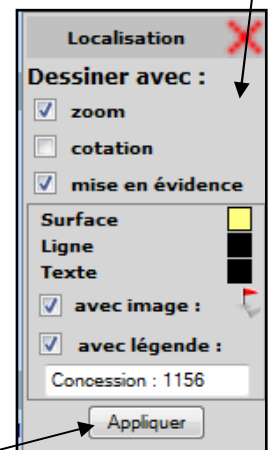 Localisation
Dessiner avec :
zoom
cotation
mise en évidence
Surface
Ligne
Texte
avec image :
avec légende :
Concession : 1156
Appliquer